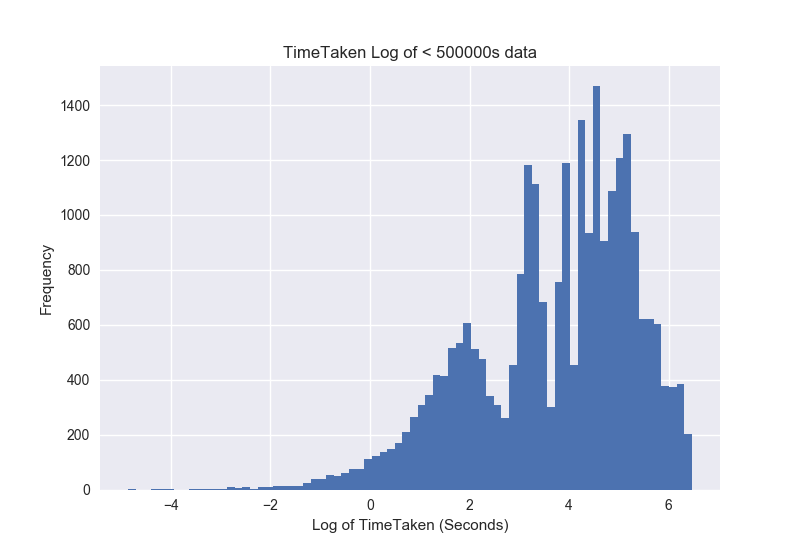 TimeTaken Log of < 500000s data
1400
1200
1000
800
600
400
200
0
Frequency
−4 −2 0 2 4 6
Log of TimeTaken (Seconds)